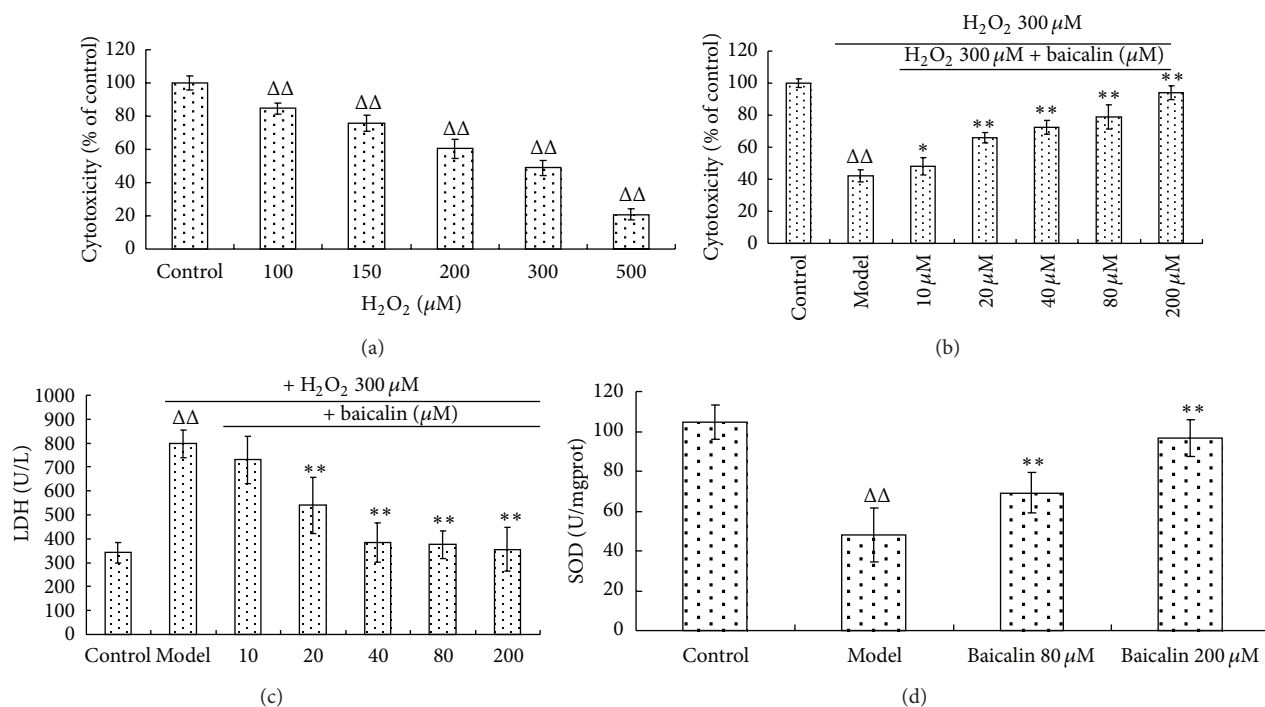 Cytotoxicity (% of control)
120
100
80
60
40
20
0
ΔΔ
ΔΔ
ΔΔ
ΔΔ
ΔΔ
Control 100 150 200 300 500
H₂O₂ (μM)
(a)
H₂O₂ 300 μM
H₂O₂ 300 μM + baicalin (μM)
Cytotoxicity (% of control)
120
100
80
60
40
20
0
ΔΔ
*
**
**
**
**
Control
Model
10 μM
20 μM
40 μM
80 μM
200 μM
(b)
+ H₂O₂ 300 μM
+ baicalin (μM)
LDH (U/L)
1000
900
800
700
600
500
400
300
200
100
0
ΔΔ
**
**
**
**
Control Model 10 20 40 80 200
(c)
SOD (U/mgprot)
120
100
80
60
40
20
0
ΔΔ
**
**
Control Model Baicalin 80 μM Baicalin 200 μM
(d)